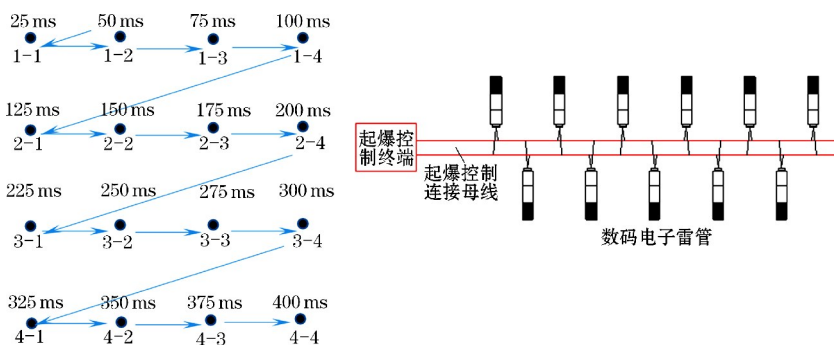 25 ms 50 ms 75 ms 100 ms
1-1 1-2 1-3 1-4
125 ms 150 ms 175 ms 200 ms
2-1 2-2 2-3 2-4
225 ms 250 ms 275 ms 300 ms
3-1 3-2 3-3 3-4
325 ms 350 ms 375 ms 400 ms
4-1 4-2 4-3 4-4
起爆控
制终端
起爆控制
连接母线
数码电子雷管